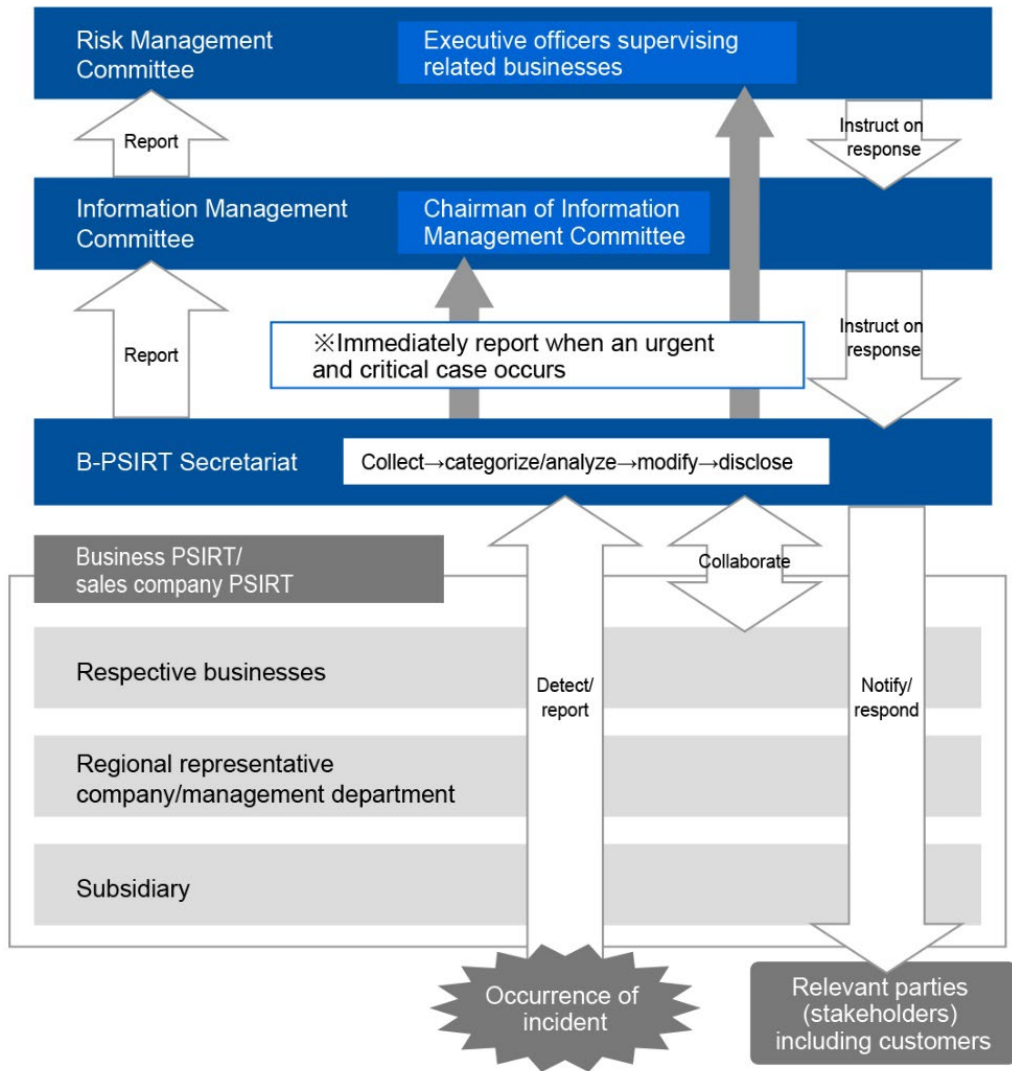 Risk Management
Committee
Executive officers supervising
related businesses
Report
Instruct on
response
Information Management
Committee
Chairman of Information
Management Committee
Report
※Immediately report when an urgent
and critical case occurs
Instruct on
response
B-PSIRT Secretariat
Collect→categorize/analyze→modify→disclose
Business PSIRT/
sales company PSIRT
Collaborate
Respective businesses
Detect/
report
Notify/
respond
Regional representative
company/management department
Subsidiary
Occurrence of
incident
Relevant parties
(stakeholders)
including customers